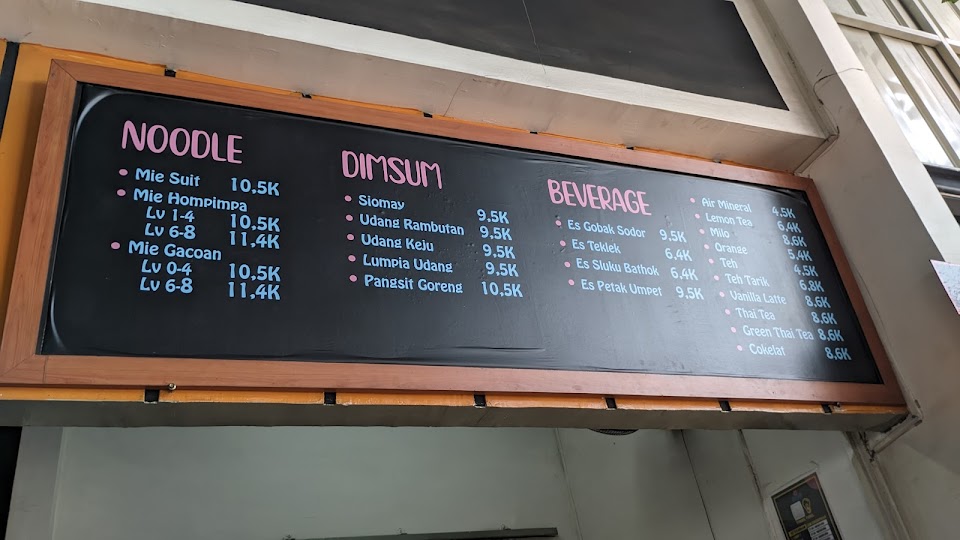 NOODLE
• Mie Suit 10,5K
• Mie Hompimpa
Lv 1-4 10,5K
Lv 6-8 11,4K
• Mie Gacoan
Lv 0-4 10,5K
Lv 6-8 11,4K
DIMSUM
• Siomay 9,5K
• Udang Rambutan 9,5K
• Udang Keju 9,5K
• Lumpia Udang 9,5K
• Pangsit Goreng 10,5K
BEVERAGE
• Es Gobak Sodor 9,5K
• Es Teklek 6,4K
• Es Sluku Bathok 6,4K
• Es Petak Umpet 9,5K
• Air Mineral 4,5K
• Lemon Tea 6,4K
• Milo 8,6K
• Orange 5,4K
• Teh 4,5K
• Teh Tarik 6,8K
• Vanilla Latte 8,6K
• Thai Tea 8,6K
• Green Thai Tea 8,6K
• Cokelat 8,6K